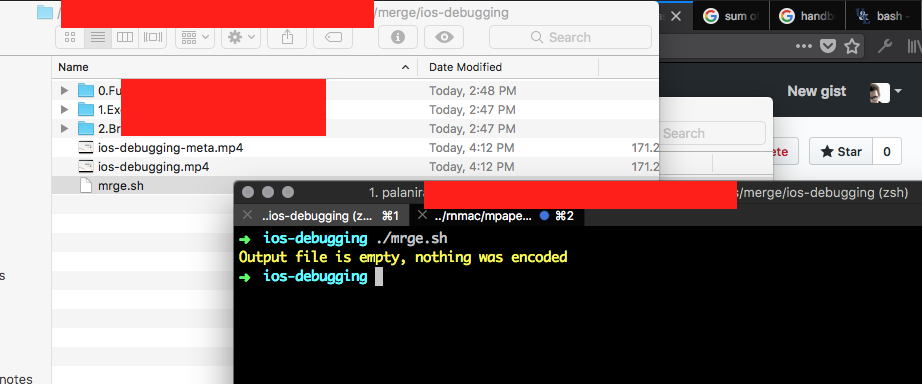 /merge/ios-debugging
sum of
handb
bash -
Search
New gist
Name
Date Modified
0.Fu
Today, 2:48 PM
1.Ex
Today, 2:47 PM
2.Br
Today, 2:47 PM
Search
ete
Star
0
ios-debugging-meta.mp4
Today, 4:12 PM
171.2
ios-debugging.mp4
Today, 4:12 PM
171.2
mrge.sh
1. palanira
s/merge/ios-debugging (zsh)
..ios-debugging (z... ⌘1
../rnmac/mpape... ⌘2
➜ ios-debugging ./mrge.sh
Output file is empty, nothing was encoded
➜ ios-debugging
s
notes